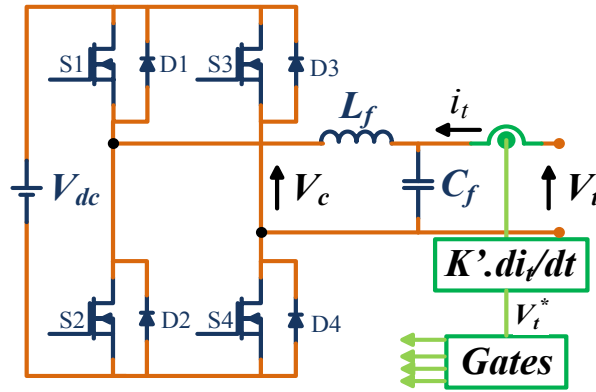 S1
D1
S3
D3
L_f
i_t
V_dc
V_c
C_f
V_t
K'.di_t/dt
S2
D2
S4
D4
V_t^*
Gates